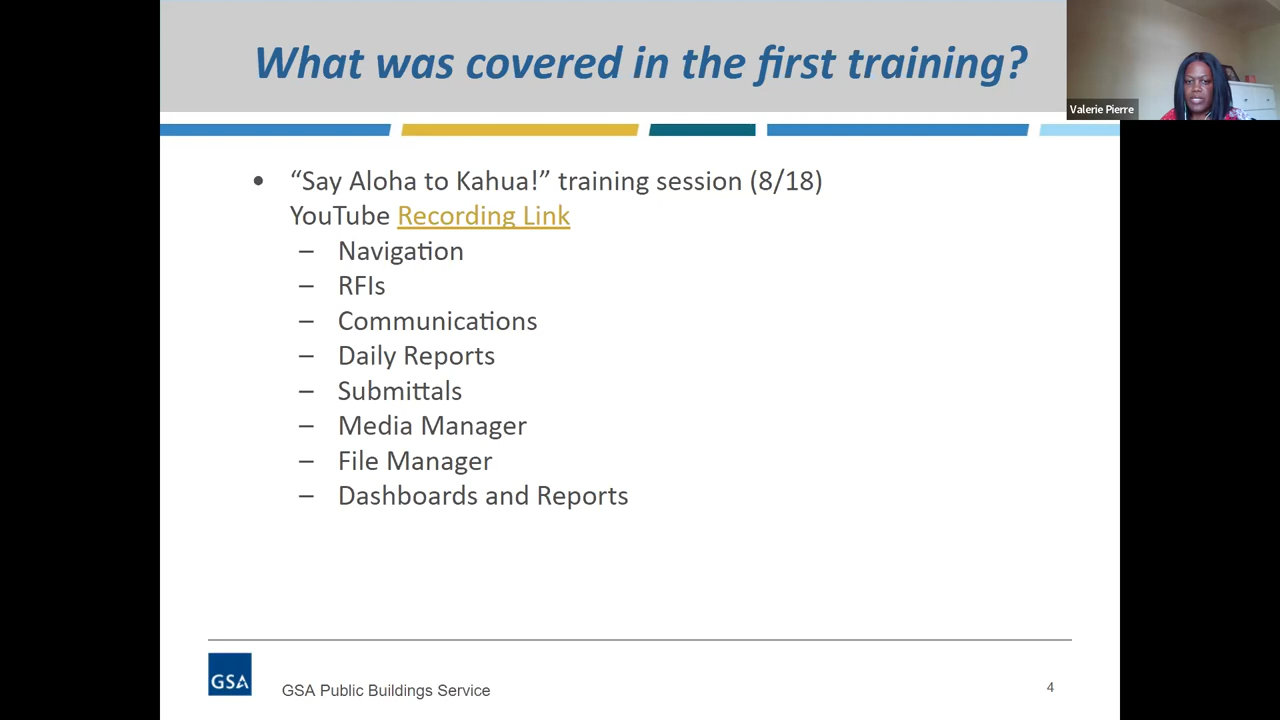 What was covered in the first training?
Valerie Pierre
• “Say Aloha to Kahua!” training session (8/18)
YouTube Recording Link
– Navigation
– RFIs
– Communications
– Daily Reports
– Submittals
– Media Manager
– File Manager
– Dashboards and Reports
GSA
GSA Public Buildings Service
4